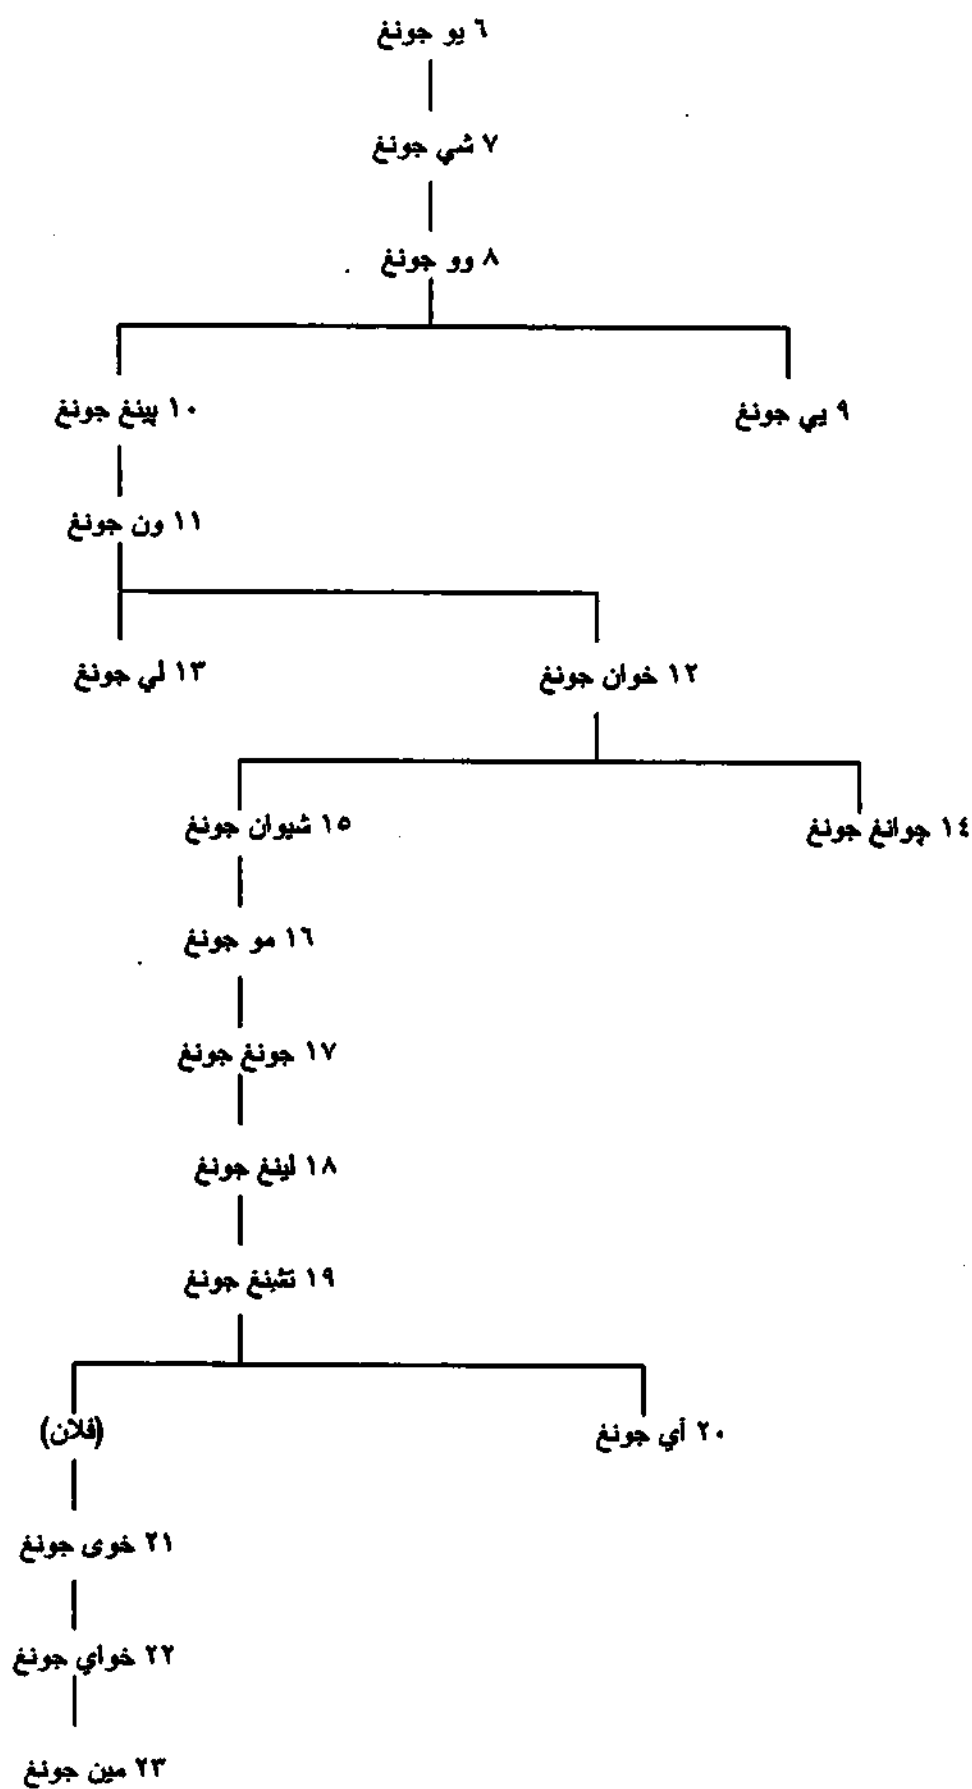 ٦ يو جونغ
٧ شي جونغ
٨ وو جونغ
٩ يي جونغ
١٠ پينغ جونغ
١١ ون جونغ
١٢ خوان جونغ
١٣ لي جونغ
١٤ چوانغ جونغ
١٥ شيوان جونغ
١٦ مو جونغ
١٧ جونغ جونغ
١٨ لينغ جونغ
١٩ تشينغ جونغ
٢٠ أي جونغ
(فلان)
٢١ خوى جونغ
٢٢ خواي جونغ
٢٣ مين جونغ